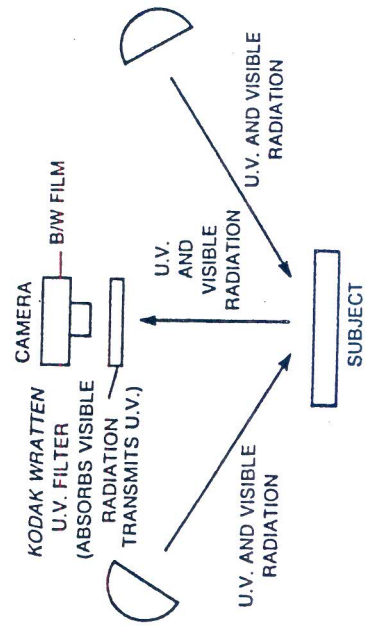 CAMERA
B/W FILM
KODAK WRATTEN
U.V. FILTER
(ABSORBS VISIBLE
RADIATION
TRANSMITS U.V.)
U.V.
AND
VISIBLE
RADIATION
U.V. AND VISIBLE
RADIATION
U.V. AND VISIBLE
RADIATION
SUBJECT